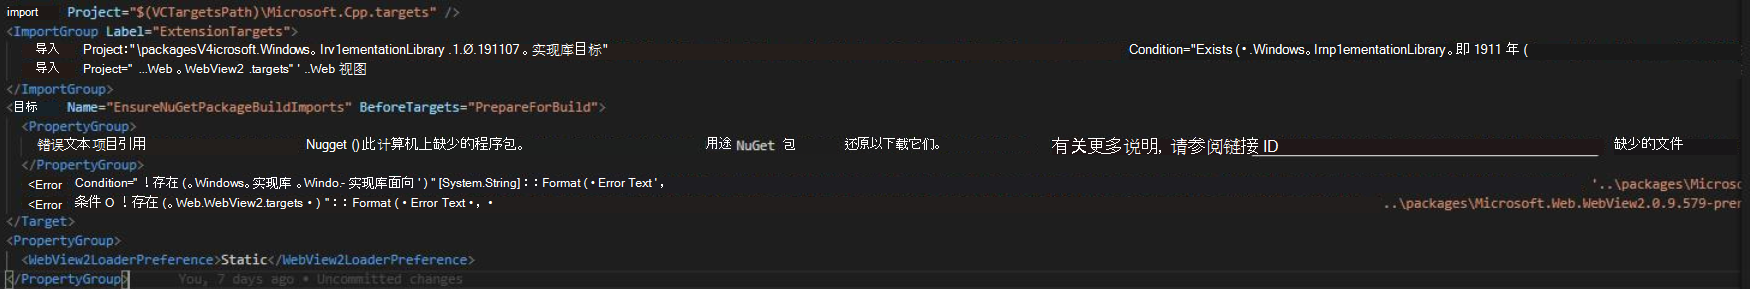 import Project="$(VCTargetsPath)\Microsoft.Cpp.targets" />
<ImportGroup Label="ExtensionTargets">
导入 Project:"\packagesV4icrosoft.Windows。Irv1ementationLibrary .1.Ø.191107 。实现库目标" Condition="Exists (• .Windows。Imp1ementationLibrary。即 1911 年 (
导入 Project=" ...Web 。WebView2 .targets" ' ..Web 视图
</ImportGroup>
<目标 Name="EnsureNuGetPackageBuildImports" BeforeTargets="PrepareForBuild">
<PropertyGroup>
错误文本项目引用 Nugget ()此计算机上缺少的程序包。 用途 NuGet 包 还原以下载它们。 有关更多说明, 请参阅链接 ID 缺少的文件
</PropertyGroup>
<Error Condition=" ！存在 (。Windows。实现库 。Windo.- 实现库面向 ' ) " [System.String] : : Format ( • Error Text ', '..\packages\Microsc
<Error 条件 O ！存在 (。Web.WebView2.targets • ) " : : Format ( • Error Text •, • ..\packages\Microsoft.Web.WebView2.0.9.579-prer
</Target>
<PropertyGroup>
<WebView2LoaderPreference>Static</WebView2LoaderPreference>
</PropertyGroup> You, 7 days ago • Uncommitted changes